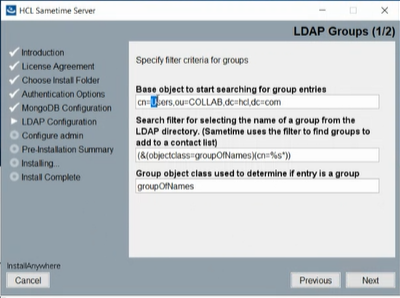 HCL Sametime Server
LDAP Groups (1/2)
Introduction
License Agreement
Choose Install Folder
Authentication Options
MongoDB Configuration
LDAP Configuration
Configure admin
Pre-Installation Summary
Installing...
Install Complete
Specify filter criteria for groups
Base object to start searching for group entries
cn=Users,ou=COLLAB,dc=hcl,dc=com
Search filter for selecting the name of a group from the
LDAP directory. (Sametime uses the filter to find groups to
add to a contact list)
(&(objectclass=groupOfNames)(cn=%s*))
Group object class used to determine if entry is a group
groupOfNames
InstallAnywhere
Cancel
Previous
Next